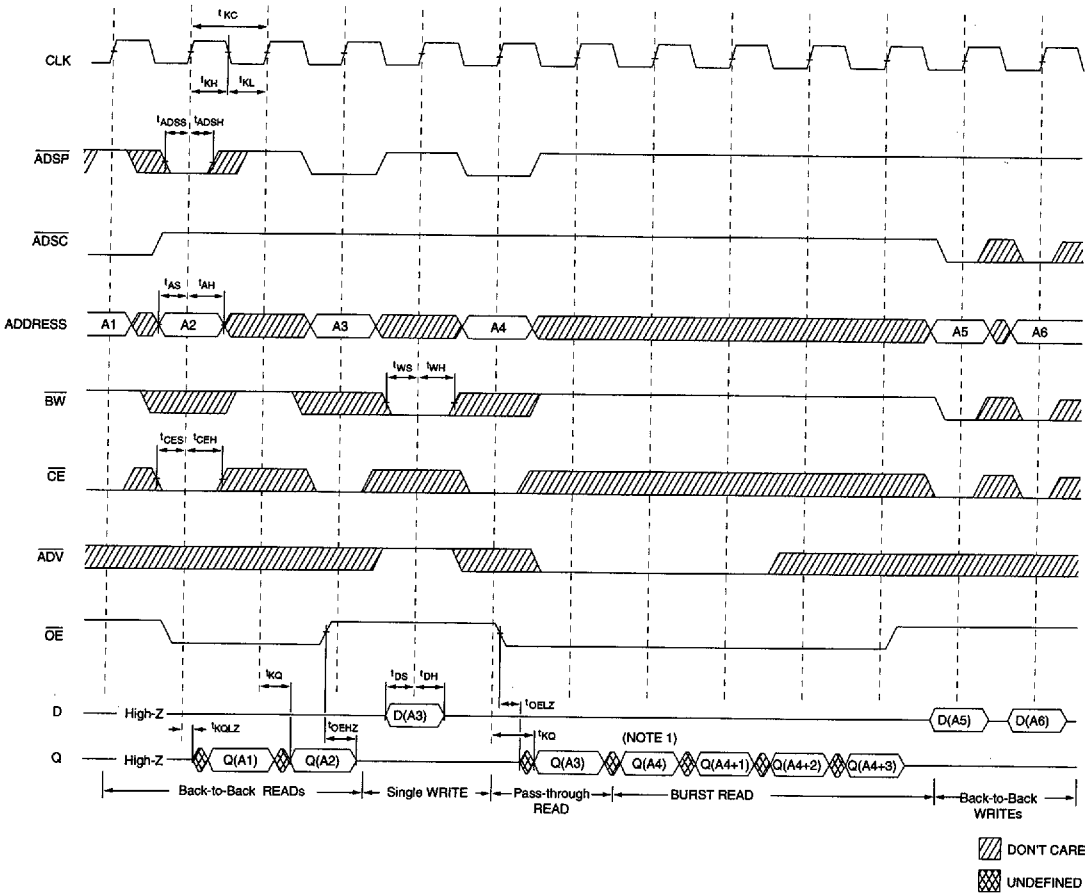 tKC
CLK
tKH tKL
tADSS tADSH
ADSP
ADSC
tAS tAH
ADDRESS A1 A2 A3 A4 A5 A6
tWS tWH
BW
tCES tCEH
CE
ADV
OE
tKQ tDS tDH
tOELZ
D High-Z D(A3) D(A5) D(A6)
tKQLZ tOEHZ tKQ (NOTE 1)
Q High-Z Q(A1) Q(A2) Q(A3) Q(A4) Q(A4+1) Q(A4+2) Q(A4+3)
Back-to-Back READs Single WRITE Pass-through READ BURST READ Back-to-Back WRITEs
DON'T CARE
UNDEFINED